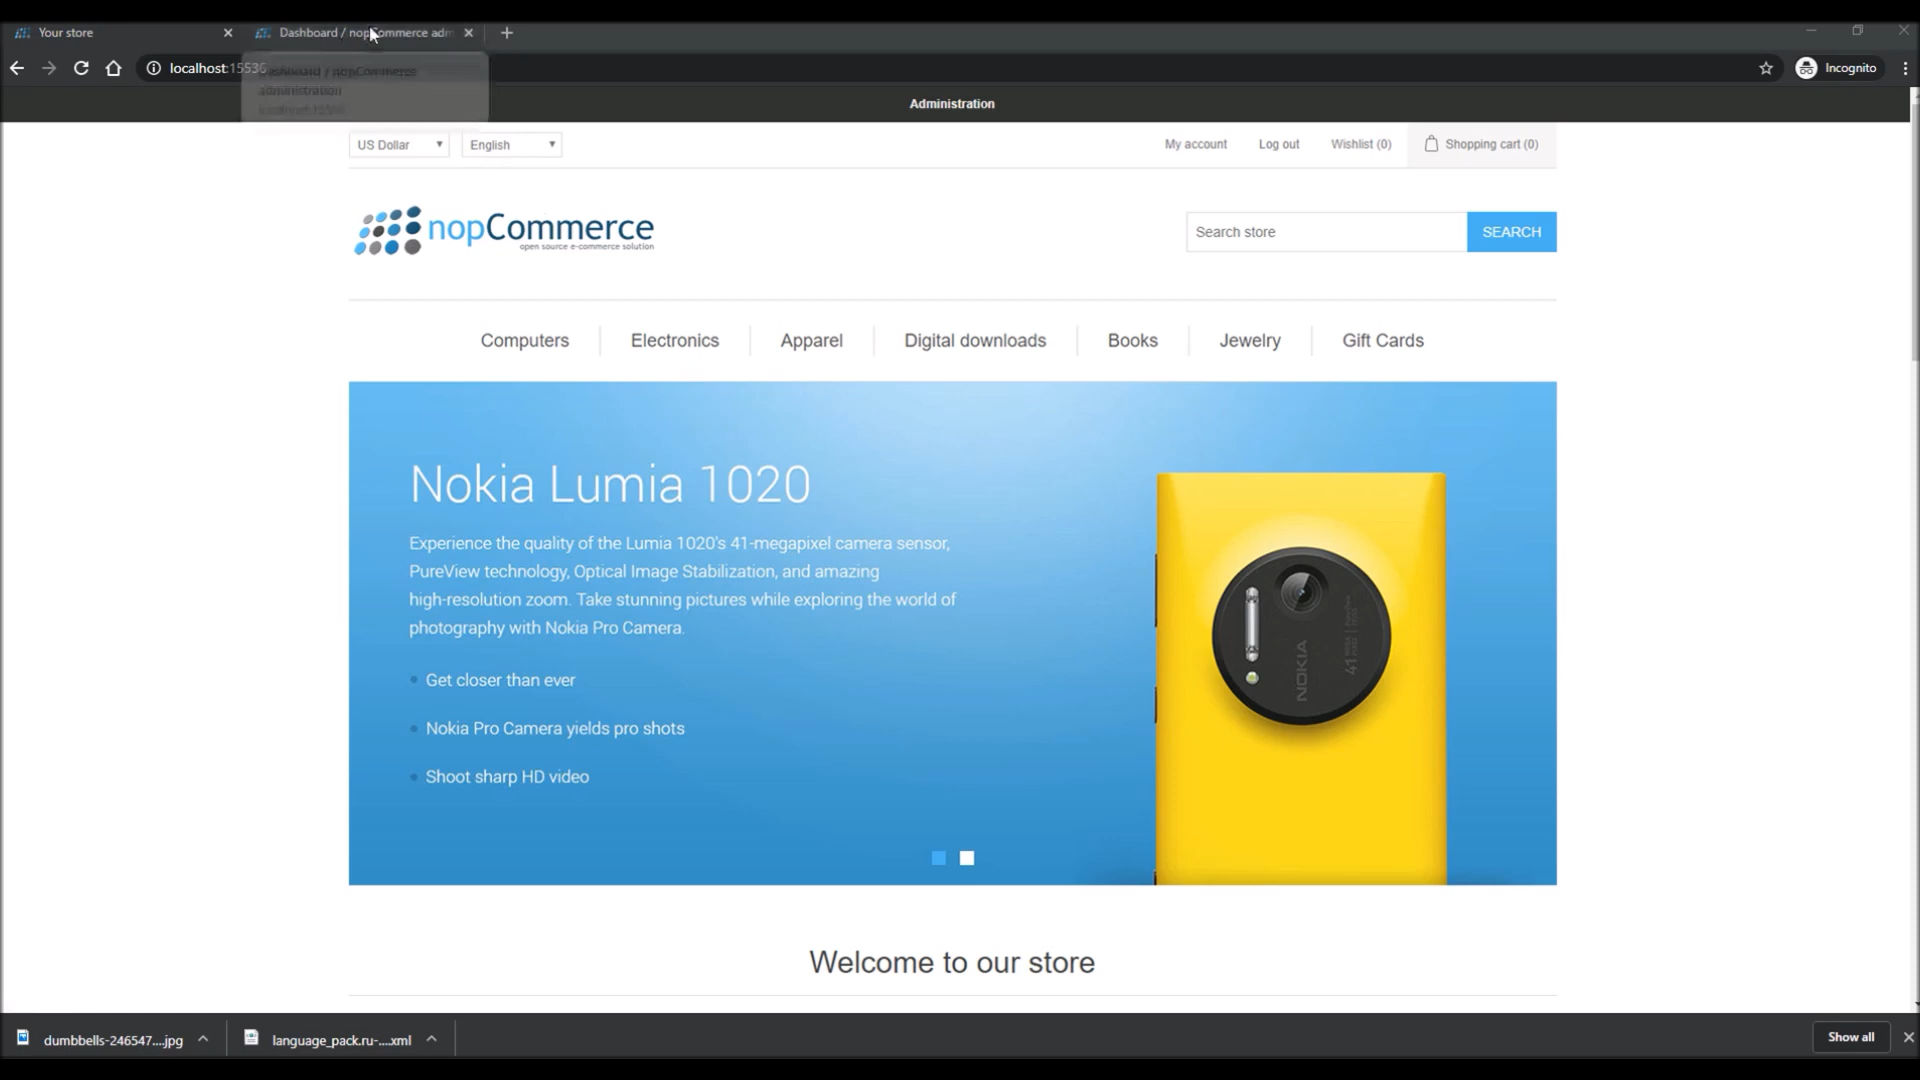 Your store
Dashboard / nopCommerce adm
localhost:15536
Dashboard / nopCommerce
administration
Incognito
Administration
US Dollar
English
My account
Log out
Wishlist (0)
Shopping cart (0)
nopCommerce
open source e-commerce solution
Search store
SEARCH
Computers
Electronics
Apparel
Digital downloads
Books
Jewelry
Gift Cards
Nokia Lumia 1020
Experience the quality of the Lumia 1020's 41-megapixel camera sensor,
PureView technology, Optical Image Stabilization, and amazing
high-resolution zoom. Take stunning pictures while exploring the world of
photography with Nokia Pro Camera.
Get closer than ever
Nokia Pro Camera yields pro shots
Shoot sharp HD video
NOKIA
41
Welcome to our store
dumbbells-246547....jpg
language_pack.ru-....xml
Show all